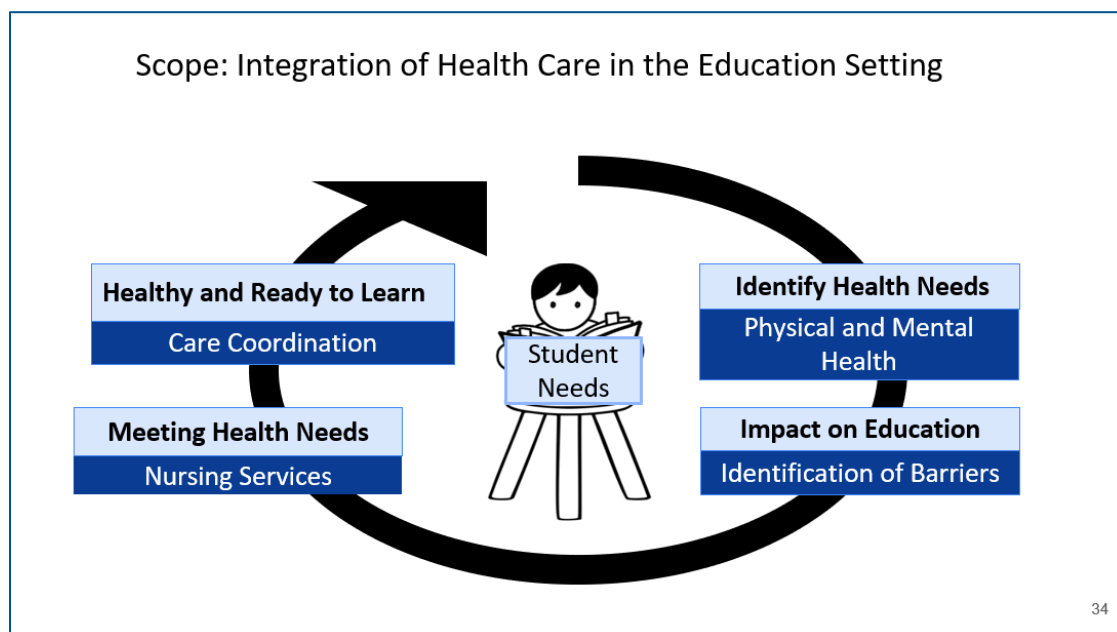 Scope: Integration of Health Care in the Education Setting
Healthy and Ready to Learn
Care Coordination
Meeting Health Needs
Nursing Services
Student
Needs
Identify Health Needs
Physical and Mental
Health
Impact on Education
Identification of Barriers
34